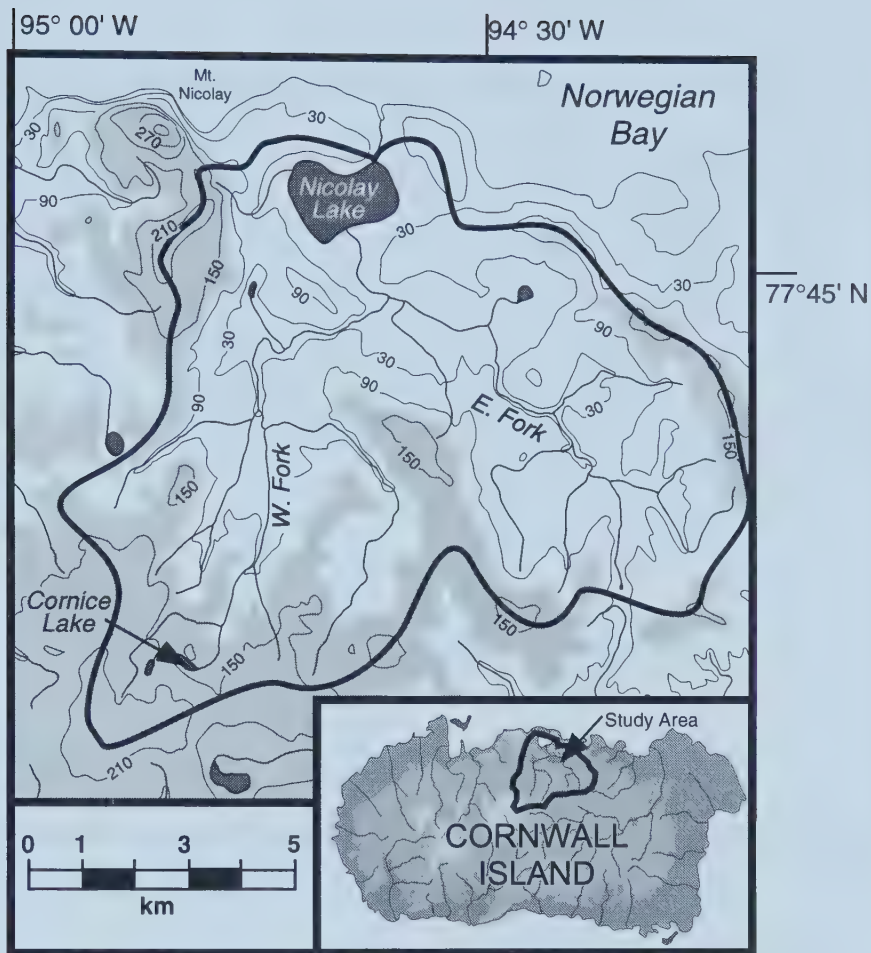 95° 00' W
94° 30' W
Mt.
Nicolay
Norwegian
Bay
30
30
270
Nicolay
Lake
90
30
210
150
30
77°45' N
90
90
30
30
90
90
E. Fork
30
150
150
150
W. Fork
Cornice
Lake
150
150
210
Study Area
CORNWALL
ISLAND
0 1 3 5
km